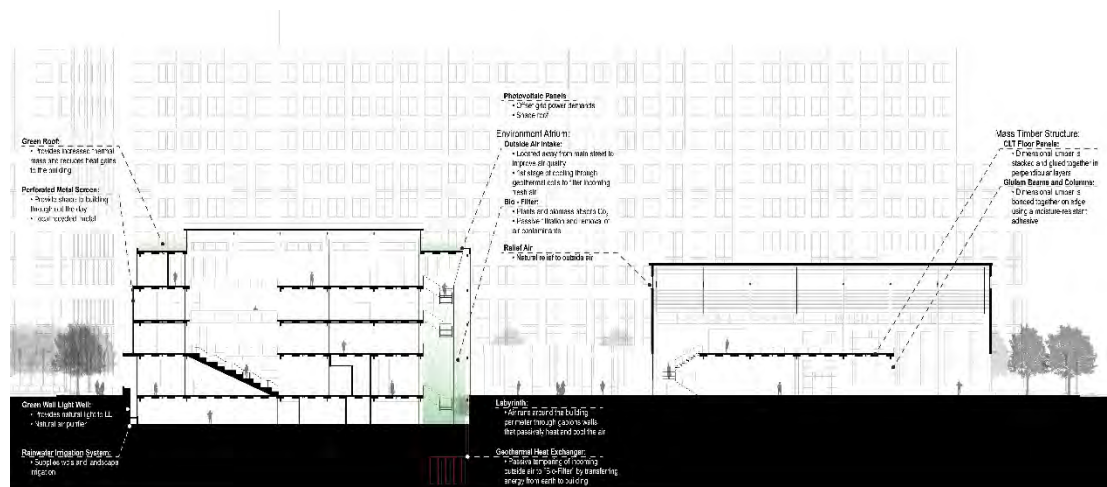 Green Roof:
• Provides increased thermal
mass and reduces heat gains
to the building
Perforated Metal Screen:
• Provide shade to building
throughout the day
• Local recycled metal
Photovoltaic Panels
• Offset grid power demands
• Shade roof
Environment Atrium:
Outside Air Intake:
• Located away from main street to
improve air quality
• 1st stage of cooling through
geothermal coils to filter incoming
fresh air
Bio - Filter:
• Plants and biomass absorb Co2
• Passive filtration and removal of
air contaminants
Relief Air
• Natural relief to outside air
Mass Timber Structure:
CLT Floor Panels:
• Dimensional lumber is
stacked and glued together in
perpendicular layers
Glulam Beams and Columns:
• Dimensional lumber is
bonded together on edge
using a moisture-resistant
adhesive
Green Wall Light Well:
• Provides natural light to LL
• Natural air purifier
Rainwater Irrigation System:
• Supplies and landscape
irrigation
Labyrinth:
• Air runs around the building
perimeter through gabions walls
that passively heat and cool the air
Geothermal Heat Exchanger:
• Passive tempering of incoming
outside air to "Bio-Filter" by transferring
energy from earth to building